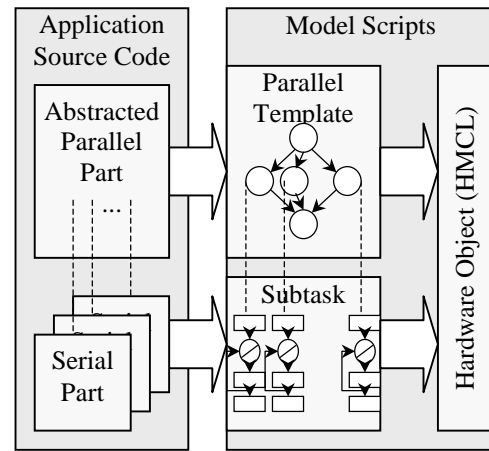 Application
Source Code
Abstracted
Parallel
Part
...
Serial
Part
Model Scripts
Parallel
Template
Subtask
Hardware Object (HMCL)